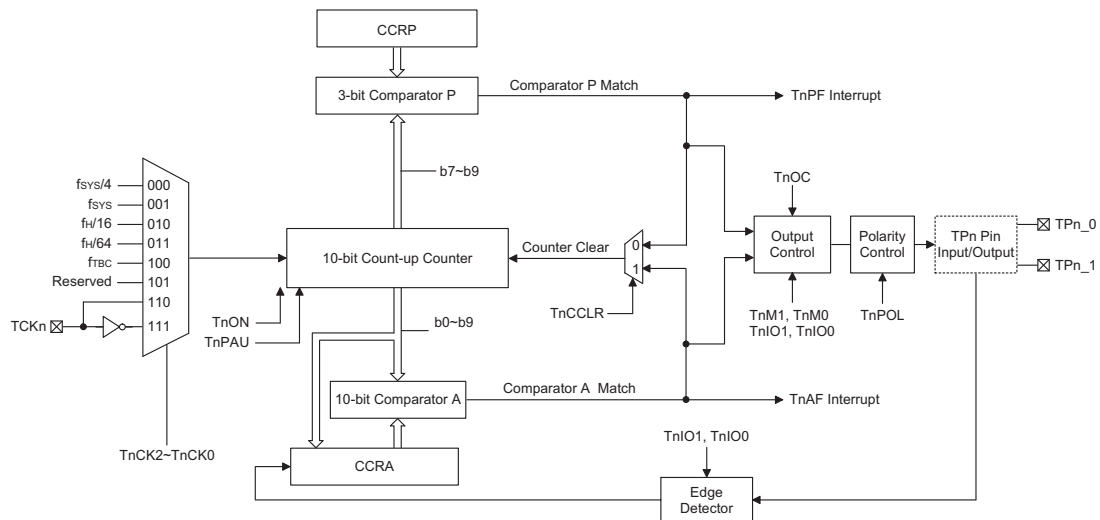 CCRP
3-bit Comparator P
Comparator P Match
TnPF Interrupt
b7~b9
fSYS/4
000
fSYS
001
fH/16
010
fH/64
011
fTBC
100
Reserved
101
110
TCKn
111
TnCK2~TnCK0
10-bit Count-up Counter
Counter Clear
0
1
TnCCLR
TnON
TnPAU
b0~b9
TnOC
Output
Control
TnM1, TnM0
TnIO1, TnIO0
Polarity
Control
TnPOL
TPn Pin
Input/Output
TPn_0
TPn_1
10-bit Comparator A
Comparator A Match
TnAF Interrupt
CCRA
TnIO1, TnIO0
Edge
Detector